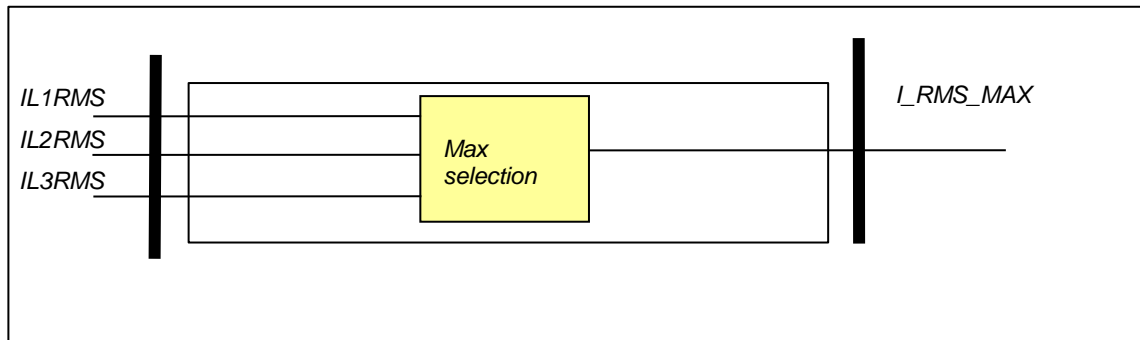 IL1RMS
IL2RMS
IL3RMS
Max
selection
I_RMS_MAX